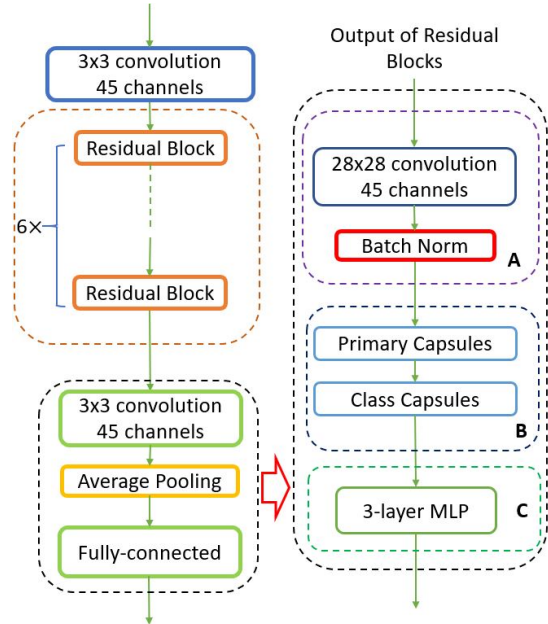 3x3 convolution
45 channels
Residual Block
6×
Residual Block
3x3 convolution
45 channels
Average Pooling
Fully-connected
Output of Residual
Blocks
28x28 convolution
45 channels
Batch Norm
A
Primary Capsules
Class Capsules
B
3-layer MLP
C